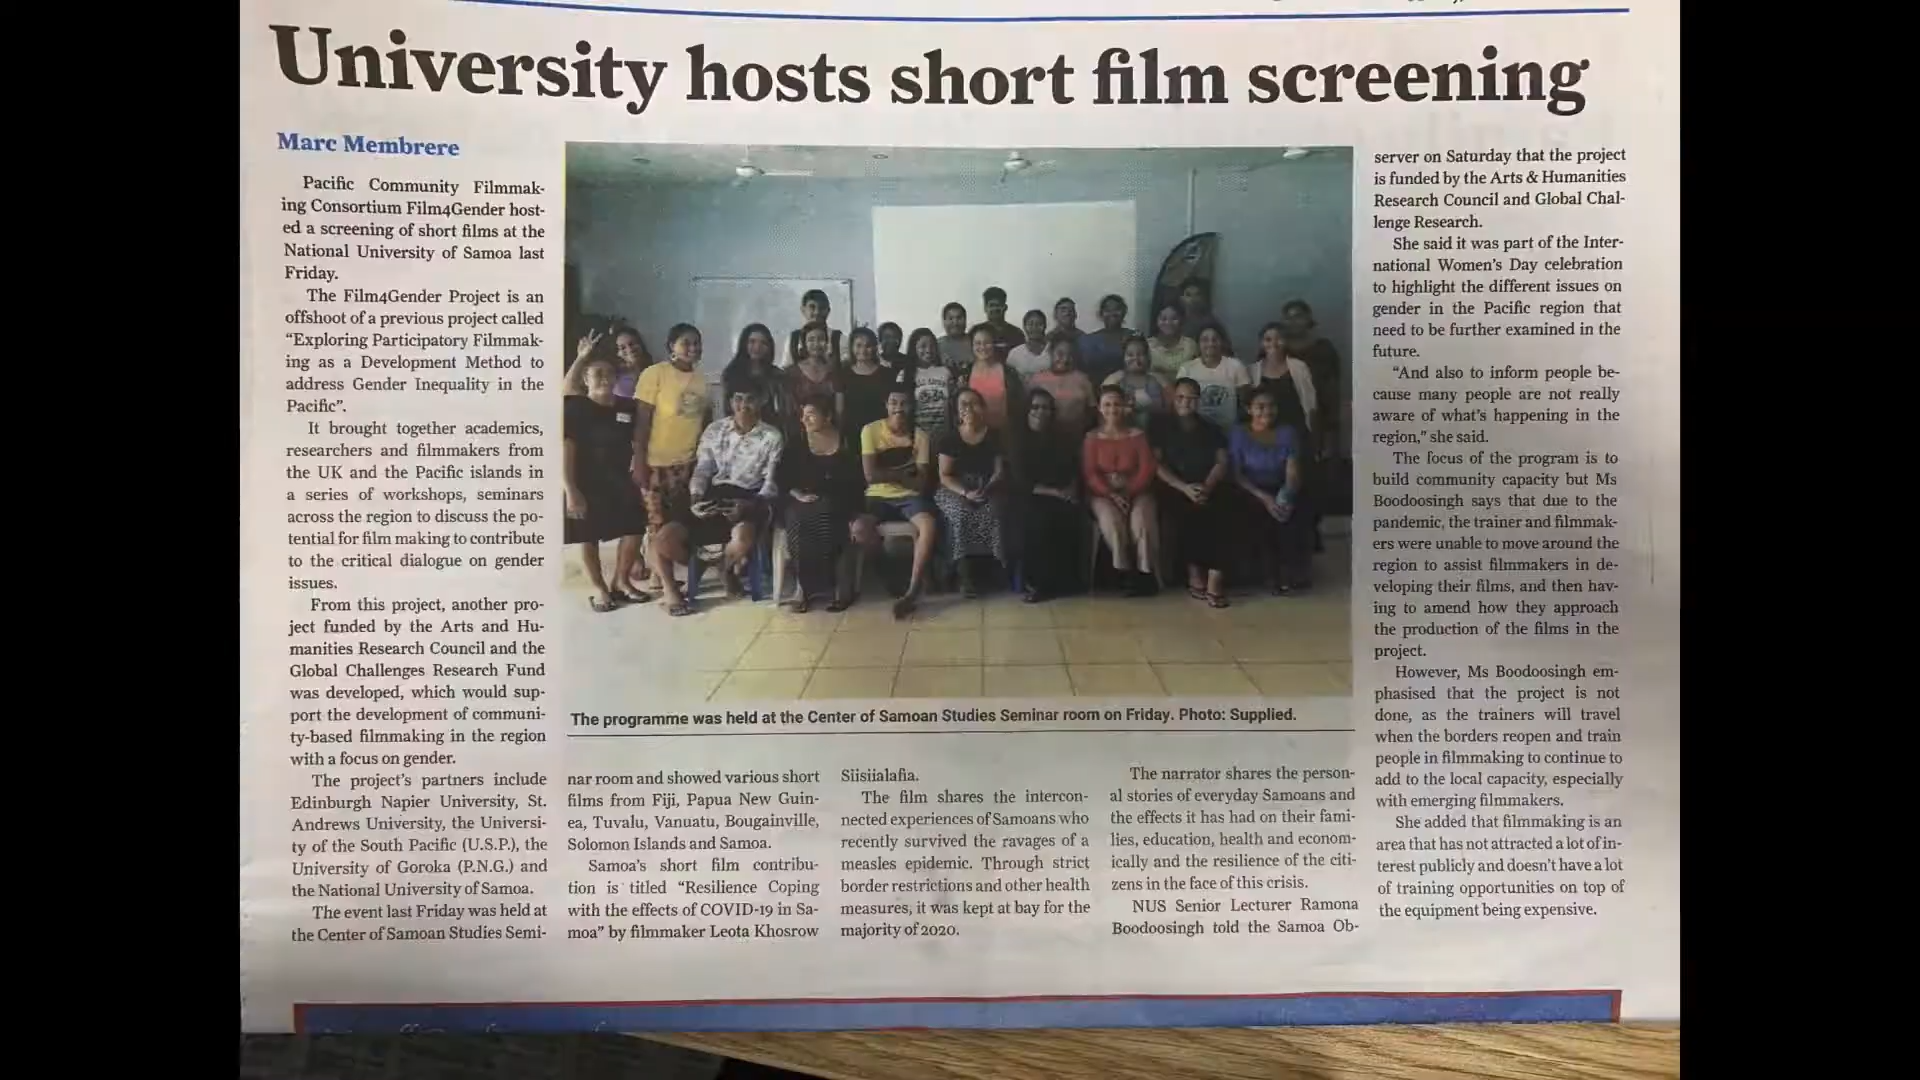 University hosts short film screening
Marc Membrere
Pacific Community Filmmak-
ing Consortium Film4Gender host-
ed a screening of short films at the
National University of Samoa last
Friday.
The Film4Gender Project is an
offshoot of a previous project called
“Exploring Participatory Filmmak-
ing as a Development Method to
address Gender Inequality in the
Pacific”.
It brought together academics,
researchers and filmmakers from
the UK and the Pacific islands in
a series of workshops, seminars
across the region to discuss the po-
tential for film making to contribute
to the critical dialogue on gender
issues.
From this project, another pro-
ject funded by the Arts and Hu-
manities Research Council and the
Global Challenges Research Fund
was developed, which would sup-
port the development of communi-
ty-based filmmaking in the region
with a focus on gender.
The project's partners include
Edinburgh Napier University, St.
Andrews University, the Universi-
ty of the South Pacific (U.S.P.), the
University of Goroka (P.N.G.) and
the National University of Samoa.
The event last Friday was held at
the Center of Samoan Studies Semi-
The programme was held at the Center of Samoan Studies Seminar room on Friday. Photo: Supplied.
nar room and showed various short
films from Fiji, Papua New Guin-
ea, Tuvalu, Vanuatu, Bougainville,
Solomon Islands and Samoa.
Samoa's short film contribu-
tion is titled “Resilience Coping
with the effects of COVID-19 in Sa-
moa” by filmmaker Leota Khosrow
Siisiialafia.
The film shares the intercon-
nected experiences of Samoans who
recently survived the ravages of a
measles epidemic. Through strict
border restrictions and other health
measures, it was kept at bay for the
majority of 2020.
The narrator shares the person-
al stories of everyday Samoans and
the effects it has had on their fami-
lies, education, health and econom-
ically and the resilience of the citi-
zens in the face of this crisis.
NUS Senior Lecturer Ramona
Boodoosingh told the Samoa Ob-
server on Saturday that the project
is funded by the Arts & Humanities
Research Council and Global Chal-
lenge Research.
She said it was part of the Inter-
national Women's Day celebration
to highlight the different issues on
gender in the Pacific region that
need to be further examined in the
future.
“And also to inform people be-
cause many people are not really
aware of what's happening in the
region,” she said.
The focus of the program is to
build community capacity but Ms
Boodoosingh says that due to the
pandemic, the trainer and filmmak-
ers were unable to move around the
region to assist filmmakers in de-
veloping their films, and then hav-
ing to amend how they approach
the production of the films in the
project.
However, Ms Boodoosingh em-
phasised that the project is not
done, as the trainers will travel
when the borders reopen and train
people in filmmaking to continue to
add to the local capacity, especially
with emerging filmmakers.
She added that filmmaking is an
area that has not attracted a lot of in-
terest publicly and doesn't have a lot
of training opportunities on top of
the equipment being expensive.